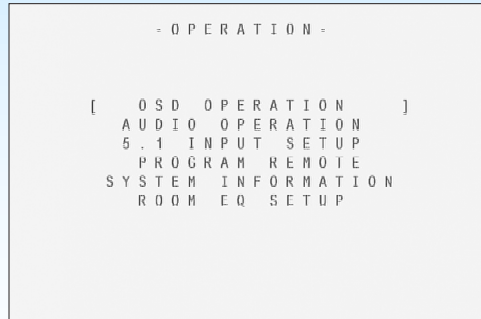 - OPERATION -
[ OSD OPERATION ]
AUDIO OPERATION
5.1 INPUT SETUP
PROGRAM REMOTE
SYSTEM INFORMATION
ROOM EQ SETUP